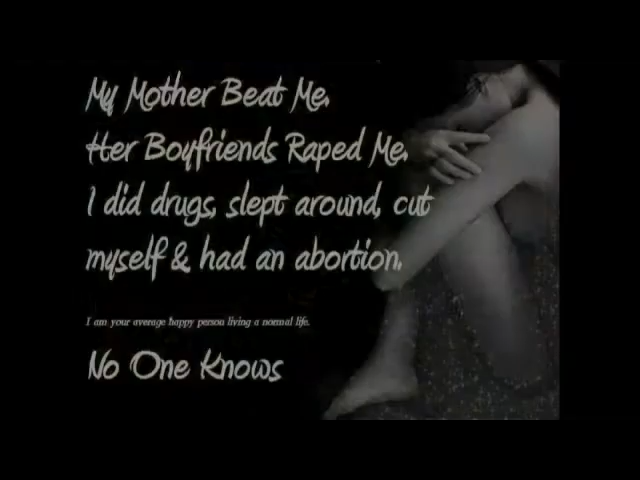 My Mother Beat Me.
Her Boyfriends Raped Me.
I did drugs, slept around, cut
myself & had an abortion.
I am your average happy person living a normal life.
No One Knows